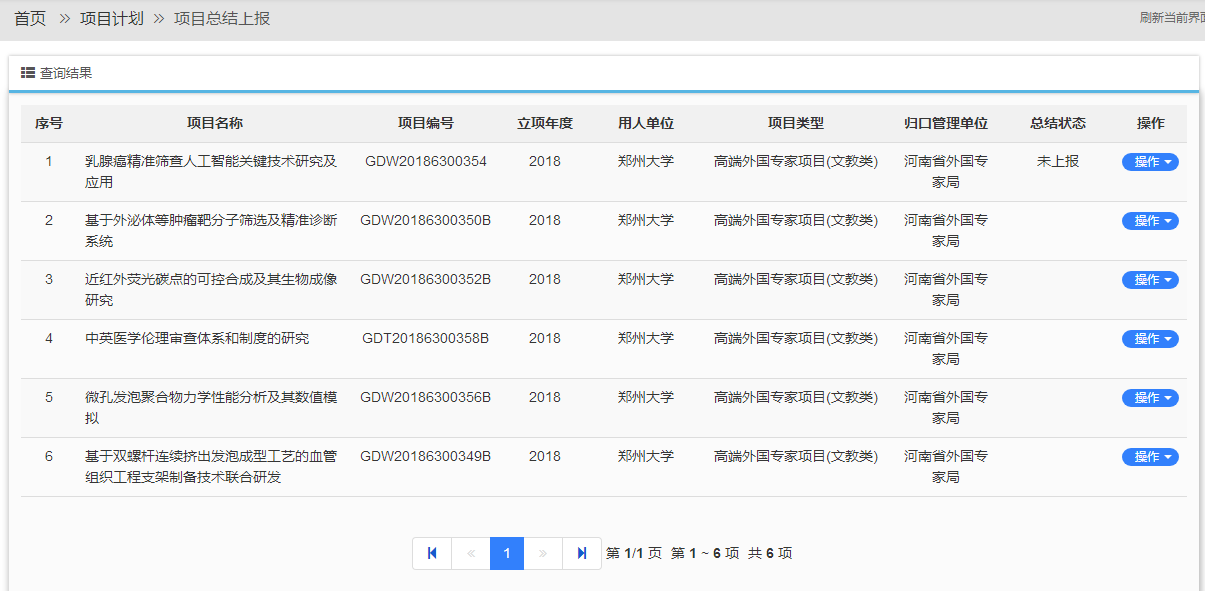 首页 » 项目计划 » 项目总结上报
刷新当前界面
查询结果
序号 项目名称 项目编号 立项年度 用人单位 项目类型 归口管理单位 总结状态 操作
1 乳腺癌精准筛查人工智能关键技术研究及 GDW20186300354 2018 郑州大学 高端外国专家项目(文教类) 河南省外国专 未上报 操作
应用 家局
2 基于外泌体等肿瘤靶分子筛选及精准诊断 GDW20186300350B 2018 郑州大学 高端外国专家项目(文教类) 河南省外国专 操作
系统 家局
3 近红外荧光碳点的可控合成及其生物成像 GDW20186300352B 2018 郑州大学 高端外国专家项目(文教类) 河南省外国专 操作
研究 家局
4 中英医学伦理审查体系和制度的研究 GDT20186300358B 2018 郑州大学 高端外国专家项目(文教类) 河南省外国专 操作
家局
5 微孔发泡聚合物力学性能分析及其数值模 GDW20186300356B 2018 郑州大学 高端外国专家项目(文教类) 河南省外国专 操作
拟 家局
6 基于双螺杆连续挤出发泡成型工艺的血管 GDW20186300349B 2018 郑州大学 高端外国专家项目(文教类) 河南省外国专 操作
组织工程支架制备技术联合研发 家局
« 1 » 第 1/1 页 第 1 ~ 6 项 共 6 项